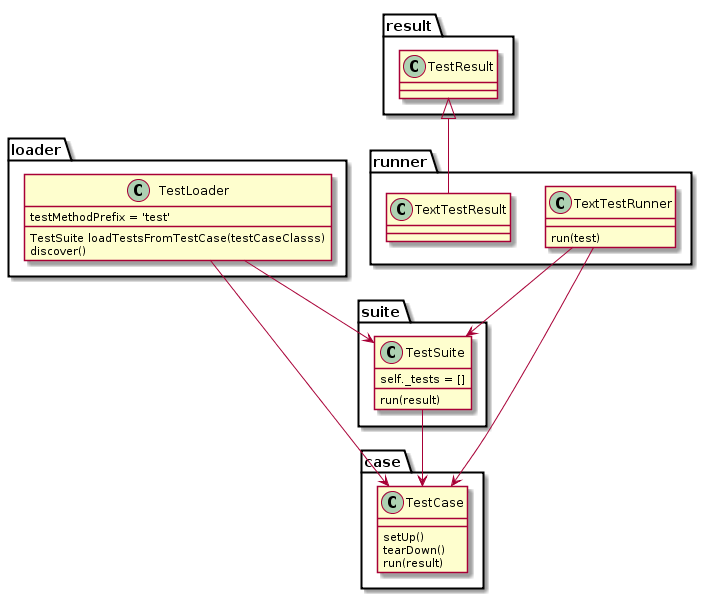 result
C TestResult
loader
C TestLoader
testMethodPrefix = 'test'
TestSuite loadTestsFromTestCase(testCaseClasss)
discover()
runner
C TextTestResult
C TextTestRunner
run(test)
suite
C TestSuite
self._tests = []
run(result)
case
C TestCase
setUp()
tearDown()
run(result)